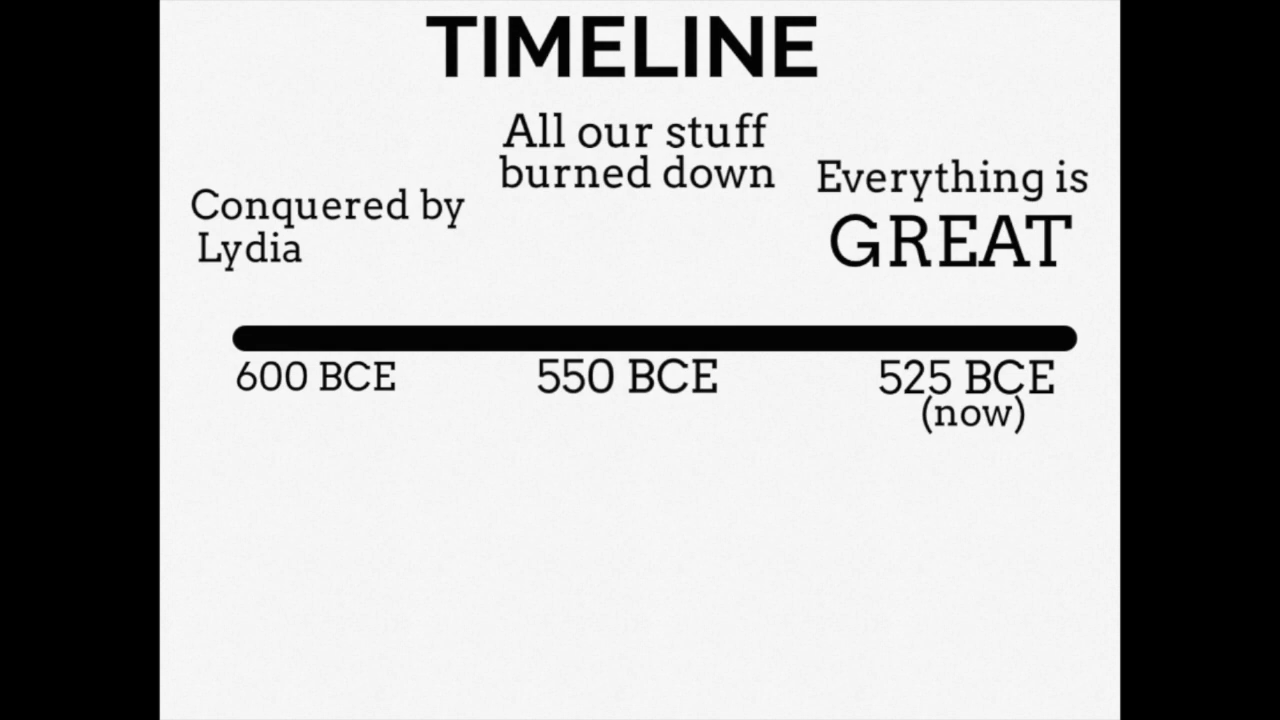 TIMELINE
Conquered by
Lydia
All our stuff
burned down
Everything is
GREAT
600 BCE
550 BCE
525 BCE
(now)